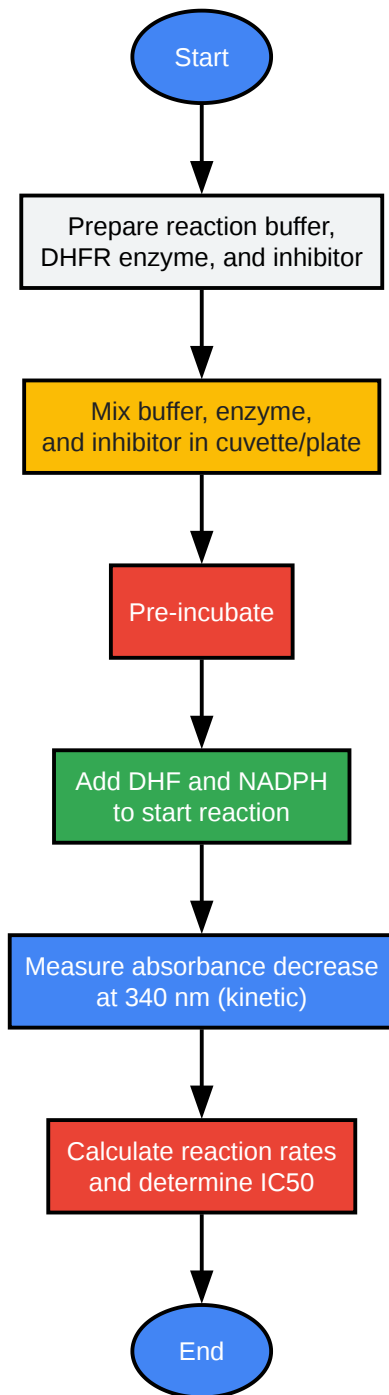 Start
Prepare reaction buffer,
DHFR enzyme, and inhibitor
Mix buffer, enzyme,
and inhibitor in cuvette/plate
Pre-incubate
Add DHF and NADPH
to start reaction
Measure absorbance decrease
at 340 nm (kinetic)
Calculate reaction rates
and determine IC50
End